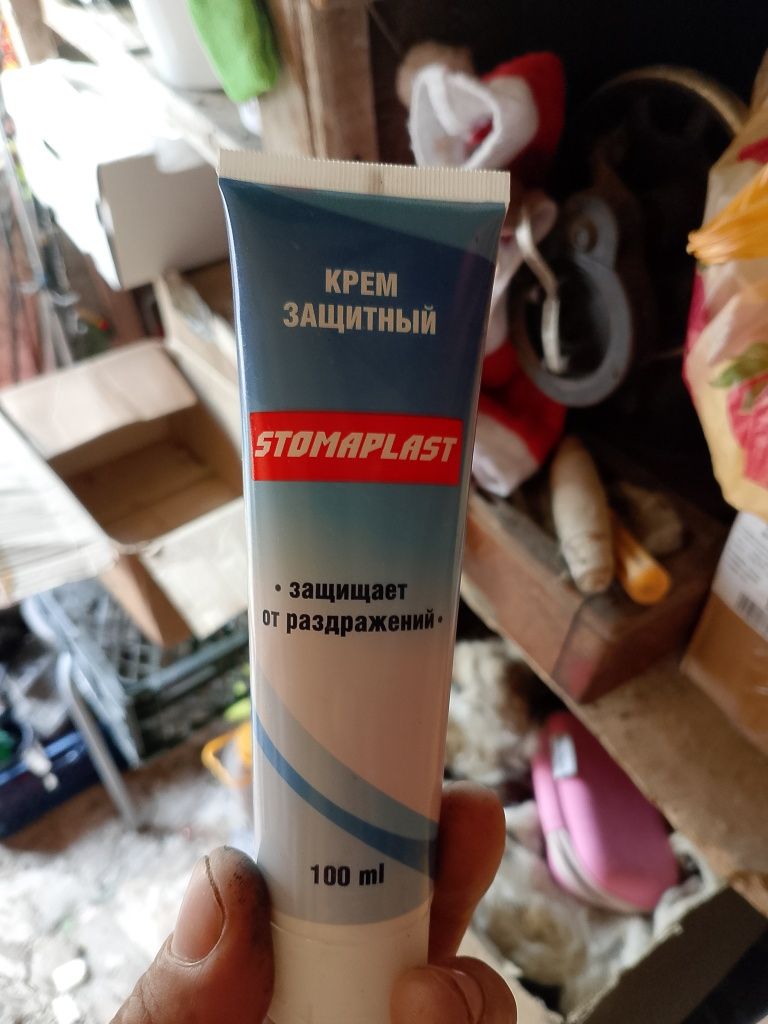 КРЕМ
ЗАЩИТНЫЙ
STOMAPLAST
• защищает
от раздражений •
100 ml